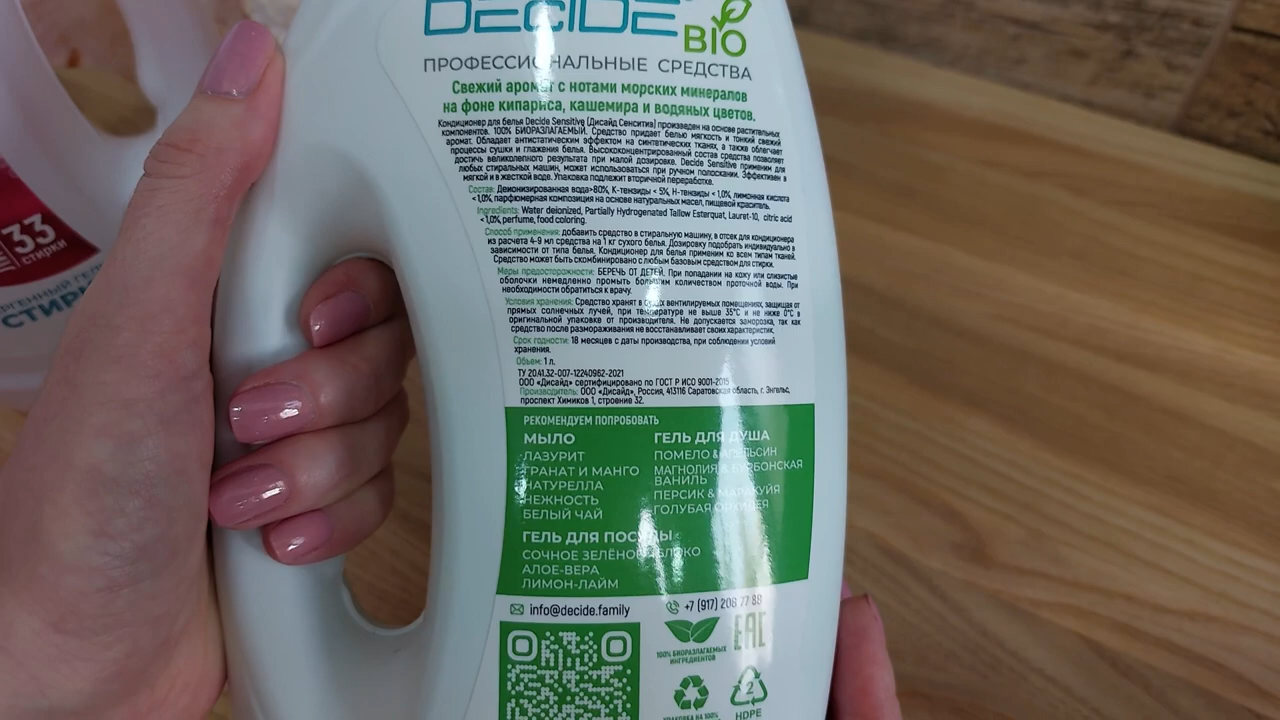 DECIDE
BIO
ПРОФЕССИОНАЛЬНЫЕ СРЕДСТВА
Свежий аромат с нотами морских минералов
на фоне кипариса, кашемира и водяных цветов.
Кондиционер для белья Decide Sensitive (Дисайд Сенситив) произведен на основе растительных
компонентов. 100% БИОРАЗЛАГАЕМЫЙ. Средство придает белью мягкость и тонкий свежий
аромат. Обладает антистатическим эффектом на синтетических тканях, а также облегчает
процессы сушки и глажения белья. Высококонцентрированный состав средства позволяет
достичь великолепного результата при малой дозировке. Decide Sensitive применим для
любых стиральных машин, может использоваться при ручном полоскании. Эффективен в
мягкой и жесткой воде. Упаковка подлежит вторичной переработке.
Состав: Деионизированная вода>80%, К-тензиды < 5%, Н-тензиды < 1,0%, лимонная кислота
<1,0%, парфюмерная композиция на основе натуральных масел, пищевой краситель.
Ingredients: Water deionized, Partially Hydrogenated Tallow Esterquat, Lauret-10, citric acid
<1,0%, perfume, food coloring.
Способ применения: добавить средство в стиральную машину, в отсек для кондиционера
из расчета 4-9 мл средства на 1 кг сухого белья. Дозировку подобрать индивидуально в
зависимости от типа белья. Кондиционер для белья применим ко всем типам тканей.
Средство может быть скомбинировано с любым базовым средством для стирки.
Меры предосторожности: БЕРЕЧЬ ОТ ДЕТЕЙ. При попадании на кожу или слизистые
оболочки немедленно промыть большим количеством проточной воды. При
необходимости обратиться к врачу.
Условия хранения: Средство хранят в сухих вентилируемых помещениях, защищая от
прямых солнечных лучей, при температуре не выше 35°С и не ниже 0°С в
оригинальной упаковке от производителя. Не допускается заморозка, так как
средство после размораживания не восстанавливает своих характеристик.
Срок годности: 18 месяцев с даты производства, при соблюдении условий
хранения.
Объем: 1 л.
ТУ 20.41.32-007-12240962-2021
ООО «Дисайд» сертифицировано по ГОСТ Р ИСО 9001-2015
Производитель: ООО «Дисайд», Россия, 413116 Саратовская область, г. Энгельс,
проспект Химиков 1, строение 32.
РЕКОМЕНДУЕМ ПОПРОБОВАТЬ
МЫЛО
ЛАЗУРИТ
ГРАНАТ И МАНГО
НАТУРЕЛЛА
НЕЖНОСТЬ
БЕЛЫЙ ЧАЙ
ГЕЛЬ ДЛЯ ДУША
ПОМЕЛО & АПЕЛЬСИН
МАГНОЛИЯ & БУРБОНСКАЯ
ВАНИЛЬ
ПЕРСИК & МАРАКУЙЯ
ГОЛУБАЯ ОРХИДЕЯ
ГЕЛЬ ДЛЯ ПОСУДЫ
СОЧНОЕ ЗЕЛЁНОЕ ЯБЛОКО
АЛОЕ-ВЕРА
ЛИМОН-ЛАЙМ
info@decide.family
+7 (917) 208 77 88
100% БИОРАЗЛАГАЕМЫХ
ИНГРЕДИЕНТОВ
EAC
УПАКОВКА НА 100%
2
HDPE
33
стирки
СТИРК